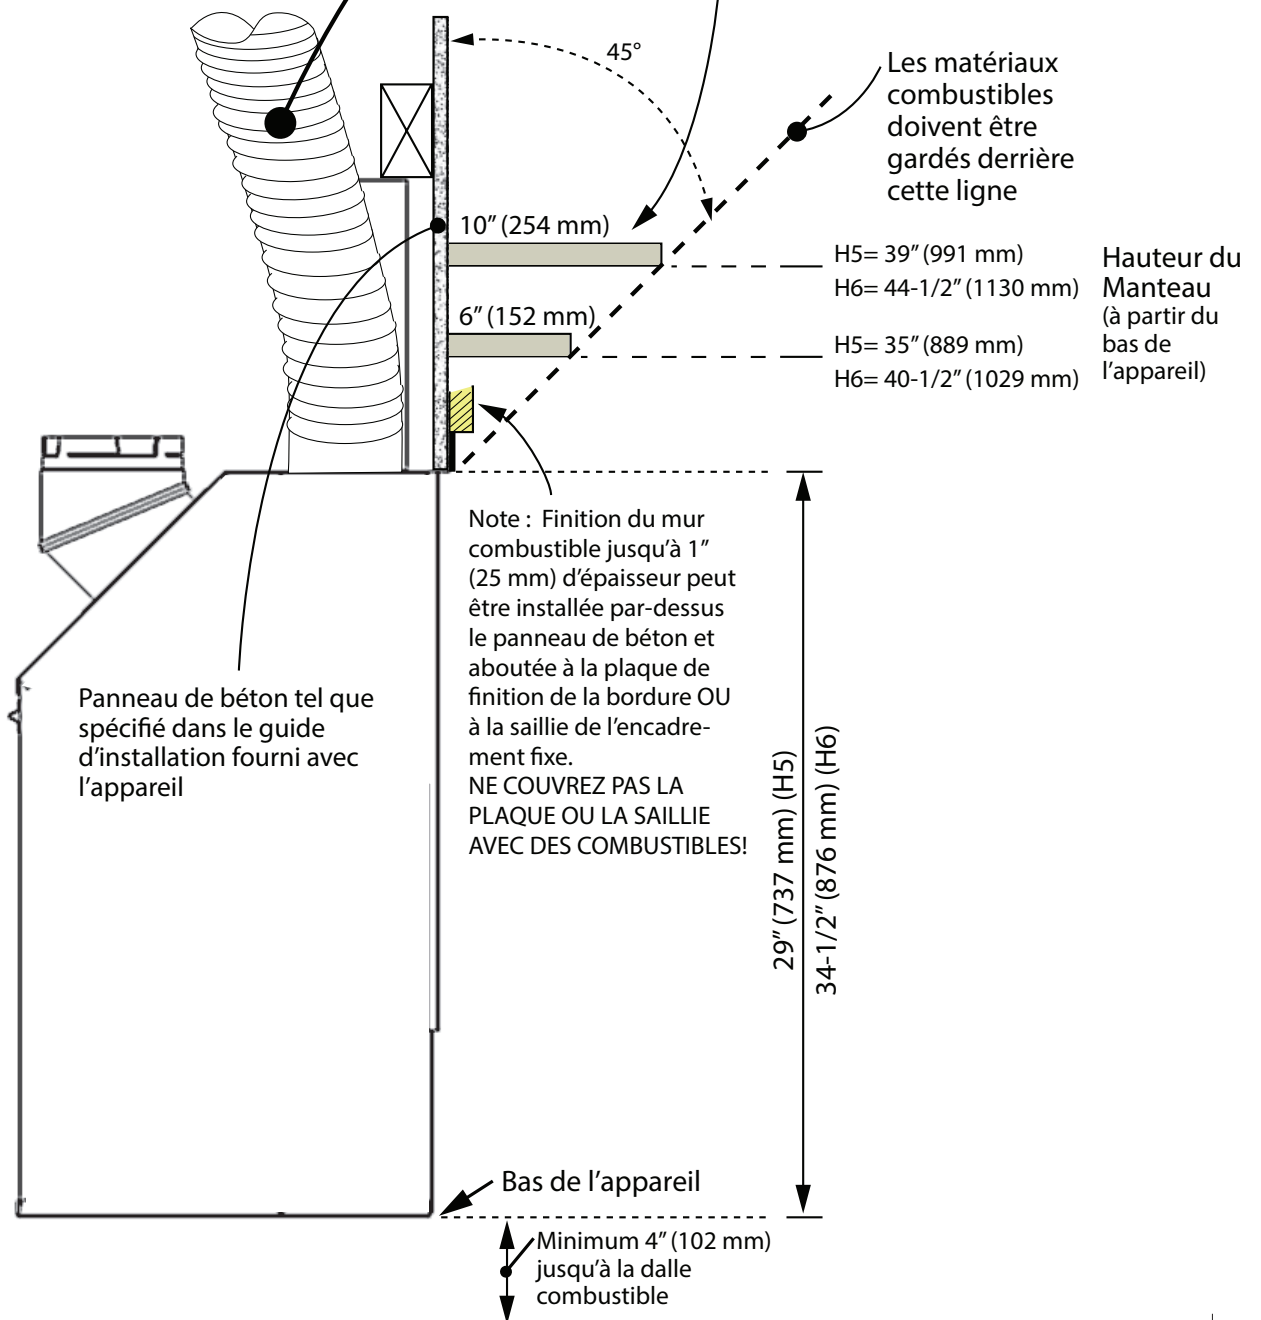 45°
Les matériaux
combustibles
doivent être
gardés derrière
cette ligne
10" (254 mm)
H5= 39" (991 mm)
H6= 44-1/2" (1130 mm)
Hauteur du
Manteau
(à partir du
bas de
l'appareil)
6" (152 mm)
H5= 35" (889 mm)
H6= 40-1/2" (1029 mm)
Note : Finition du mur
combustible jusqu'à 1"
(25 mm) d'épaisseur peut
être installée par-dessus
le panneau de béton et
aboutée à la plaque de
finition de la bordure OU
à la saillie de l'encadre-
ment fixe.
NE COUVREZ PAS LA
PLAQUE OU LA SAILLIE
AVEC DES COMBUSTIBLES!
Panneau de béton tel que
spécifié dans le guide
d'installation fourni avec
l'appareil
29" (737 mm) (H5)
34-1/2" (876 mm) (H6)
Bas de l'appareil
Minimum 4" (102 mm)
jusqu'à la dalle
combustible